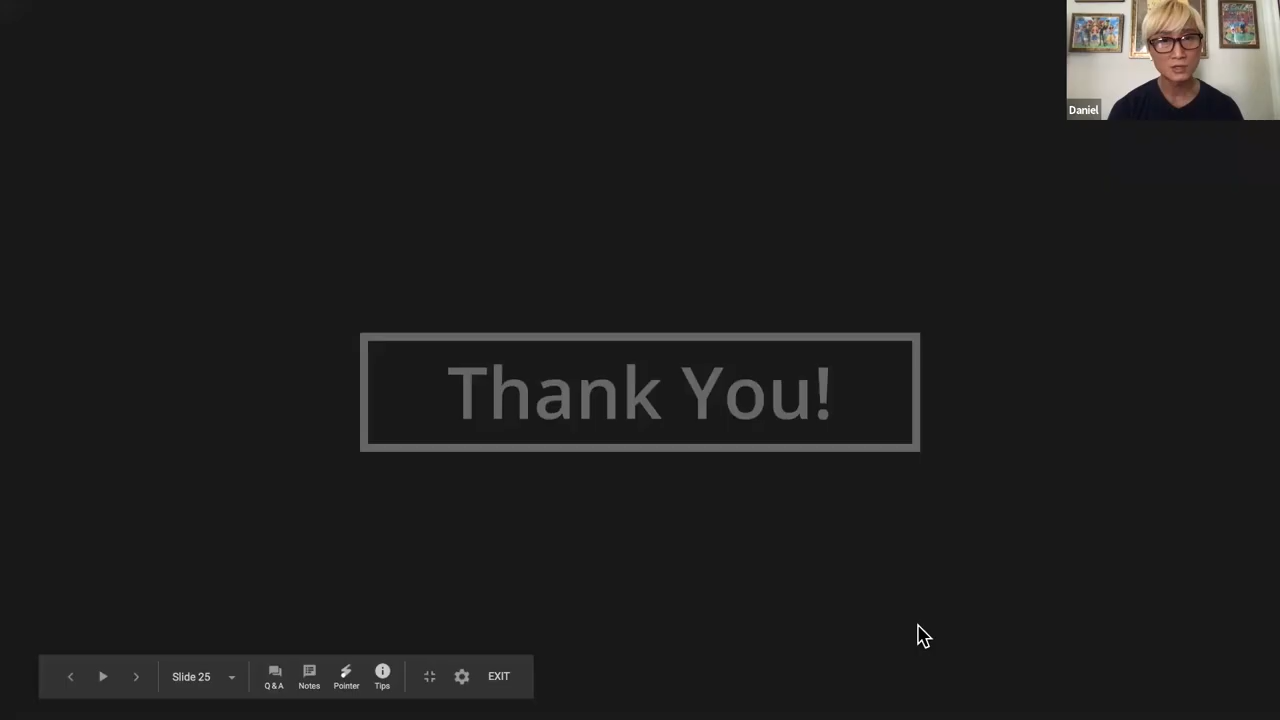 Daniel
Thank You!
Slide 25
Q & A
Notes
Pointer
Tips
EXIT